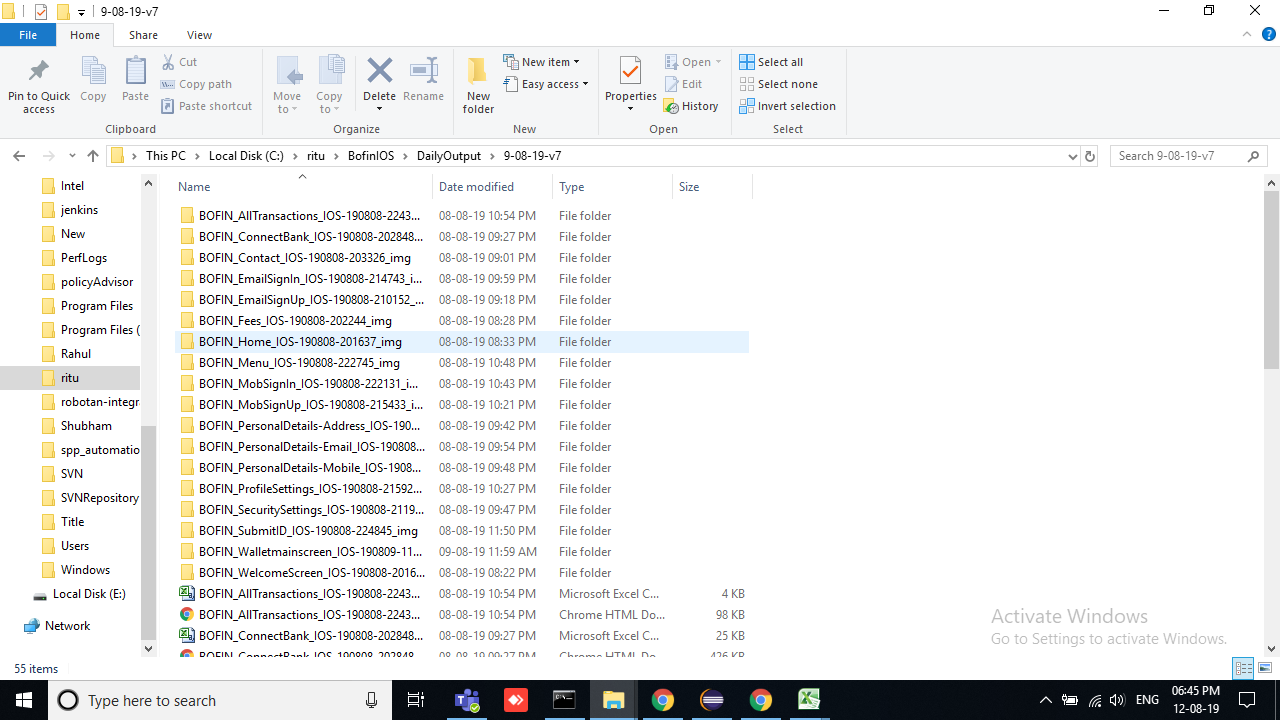 9-08-19-v7
File Home Share View
Pin to Quick access
Copy
Paste
Cut
Copy path
Paste shortcut
Clipboard
Move to
Copy to
Delete
Rename
Organize
New folder
New item
Easy access
New
Properties
Open
Edit
History
Open
Select all
Select none
Invert selection
Select
This PC > Local Disk (C:) > ritu > BofinIOS > DailyOutput > 9-08-19-v7
Search 9-08-19-v7
Intel
jenkins
New
PerfLogs
policyAdvisor
Program Files
Program Files (
Rahul
ritu
robotan-integra
Shubham
spp_automatio
SVN
SVNRepository
Title
Users
Windows
Local Disk (E:)
Network
Name Date modified Type Size
BOFIN_AllTransactions_IOS-190808-2243... 08-08-19 10:54 PM File folder
BOFIN_ConnectBank_IOS-190808-202848... 08-08-19 09:27 PM File folder
BOFIN_Contact_IOS-190808-203326_img 08-08-19 09:01 PM File folder
BOFIN_EmailSignIn_IOS-190808-214743_i... 08-08-19 09:59 PM File folder
BOFIN_EmailSignUp_IOS-190808-210152_... 08-08-19 09:18 PM File folder
BOFIN_Fees_IOS-190808-202244_img 08-08-19 08:28 PM File folder
BOFIN_Home_IOS-190808-201637_img 08-08-19 08:33 PM File folder
BOFIN_Menu_IOS-190808-222745_img 08-08-19 10:48 PM File folder
BOFIN_MobSignIn_IOS-190808-222131_i... 08-08-19 10:43 PM File folder
BOFIN_MobSignUp_IOS-190808-215433_i... 08-08-19 10:21 PM File folder
BOFIN_PersonalDetails-Address_IOS-190... 08-08-19 09:42 PM File folder
BOFIN_PersonalDetails-Email_IOS-190808... 08-08-19 09:54 PM File folder
BOFIN_PersonalDetails-Mobile_IOS-1908... 08-08-19 09:48 PM File folder
BOFIN_ProfileSettings_IOS-190808-21592... 08-08-19 10:27 PM File folder
BOFIN_SecuritySettings_IOS-190808-2119... 08-08-19 09:47 PM File folder
BOFIN_SubmitID_IOS-190808-224845_img 08-08-19 11:50 PM File folder
BOFIN_Walletmainscreen_IOS-190809-11... 09-08-19 11:59 AM File folder
BOFIN_WelcomeScreen_IOS-190808-2016... 08-08-19 08:22 PM File folder
BOFIN_AllTransactions_IOS-190808-2243... 08-08-19 10:54 PM Microsoft Excel C... 4 KB
BOFIN_AllTransactions_IOS-190808-2243... 08-08-19 10:54 PM Chrome HTML Do... 98 KB
BOFIN_ConnectBank_IOS-190808-202848... 08-08-19 09:27 PM Microsoft Excel C... 25 KB
BOFIN_ConnectBank_IOS-190808-202848... 08-08-19 09:27 PM Chrome HTML Do... 426 KB
Activate Windows
Go to Settings to activate Windows.
55 items
Type here to search
ENG
06:45 PM
12-08-19